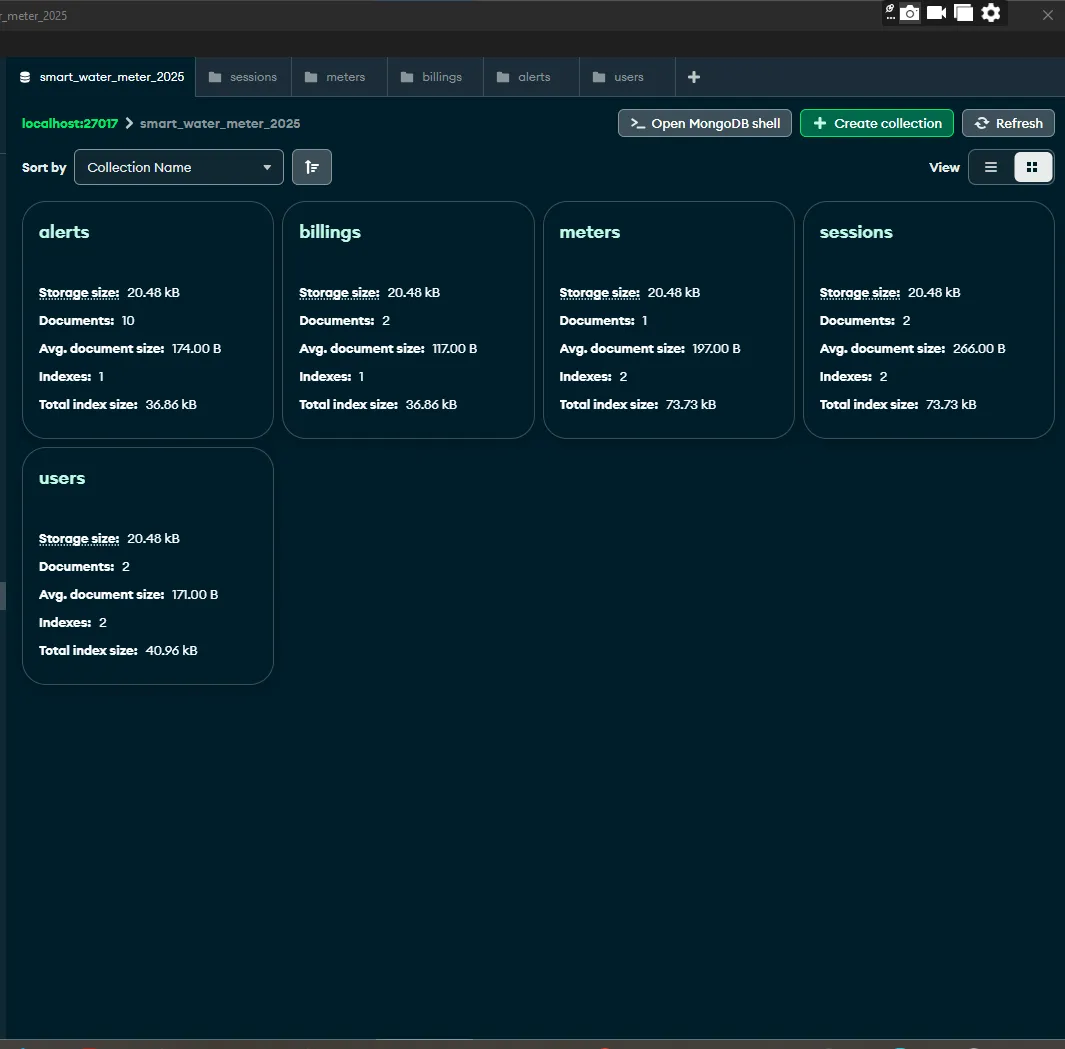 r_meter_2025
smart_water_meter_2025 sessions meters billings alerts users
localhost:27017 smart_water_meter_2025 Open MongoDB shell Create collection Refresh
Sort by Collection Name View
alerts
Storage size: 20.48 kB
Documents: 10
Avg. document size: 174.00 B
Indexes: 1
Total index size: 36.86 kB
billings
Storage size: 20.48 kB
Documents: 2
Avg. document size: 117.00 B
Indexes: 1
Total index size: 36.86 kB
meters
Storage size: 20.48 kB
Documents: 1
Avg. document size: 197.00 B
Indexes: 2
Total index size: 73.73 kB
sessions
Storage size: 20.48 kB
Documents: 2
Avg. document size: 266.00 B
Indexes: 2
Total index size: 73.73 kB
users
Storage size: 20.48 kB
Documents: 2
Avg. document size: 171.00 B
Indexes: 2
Total index size: 40.96 kB